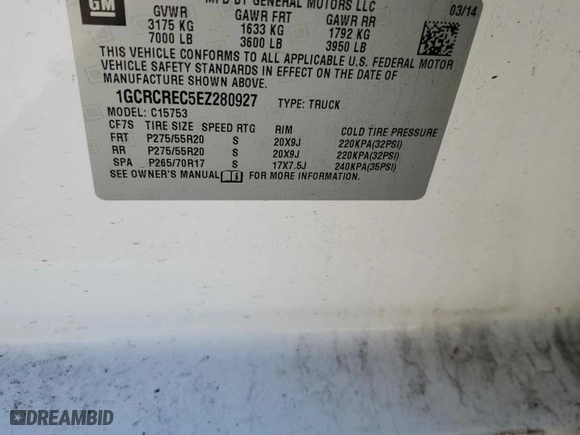 GM
MFD BY GENERAL MOTORS LLC
03/14
GVWR GAWR FRT GAWR RR
3175 KG 1633 KG 1792 KG
7000 LB 3600 LB 3950 LB
THIS VEHICLE CONFORMS TO ALL APPLICABLE U.S. FEDERAL MOTOR
VEHICLE SAFETY STANDARDS IN EFFECT ON THE DATE OF
MANUFACTURE SHOWN ABOVE.
1GCRCREC5EZ280927 TYPE: TRUCK
MODEL: C15753
CF7S TIRE SIZE SPEED RTG RIM COLD TIRE PRESSURE
FRT P275/55R20 S 20X9J 220KPA(32PSI)
RR P275/55R20 S 20X9J 220KPA(32PSI)
SPA P265/70R17 S 17X7.5J 240KPA(35PSI)
SEE OWNER'S MANUAL FOR MORE INFORMATION.
DREAMBID